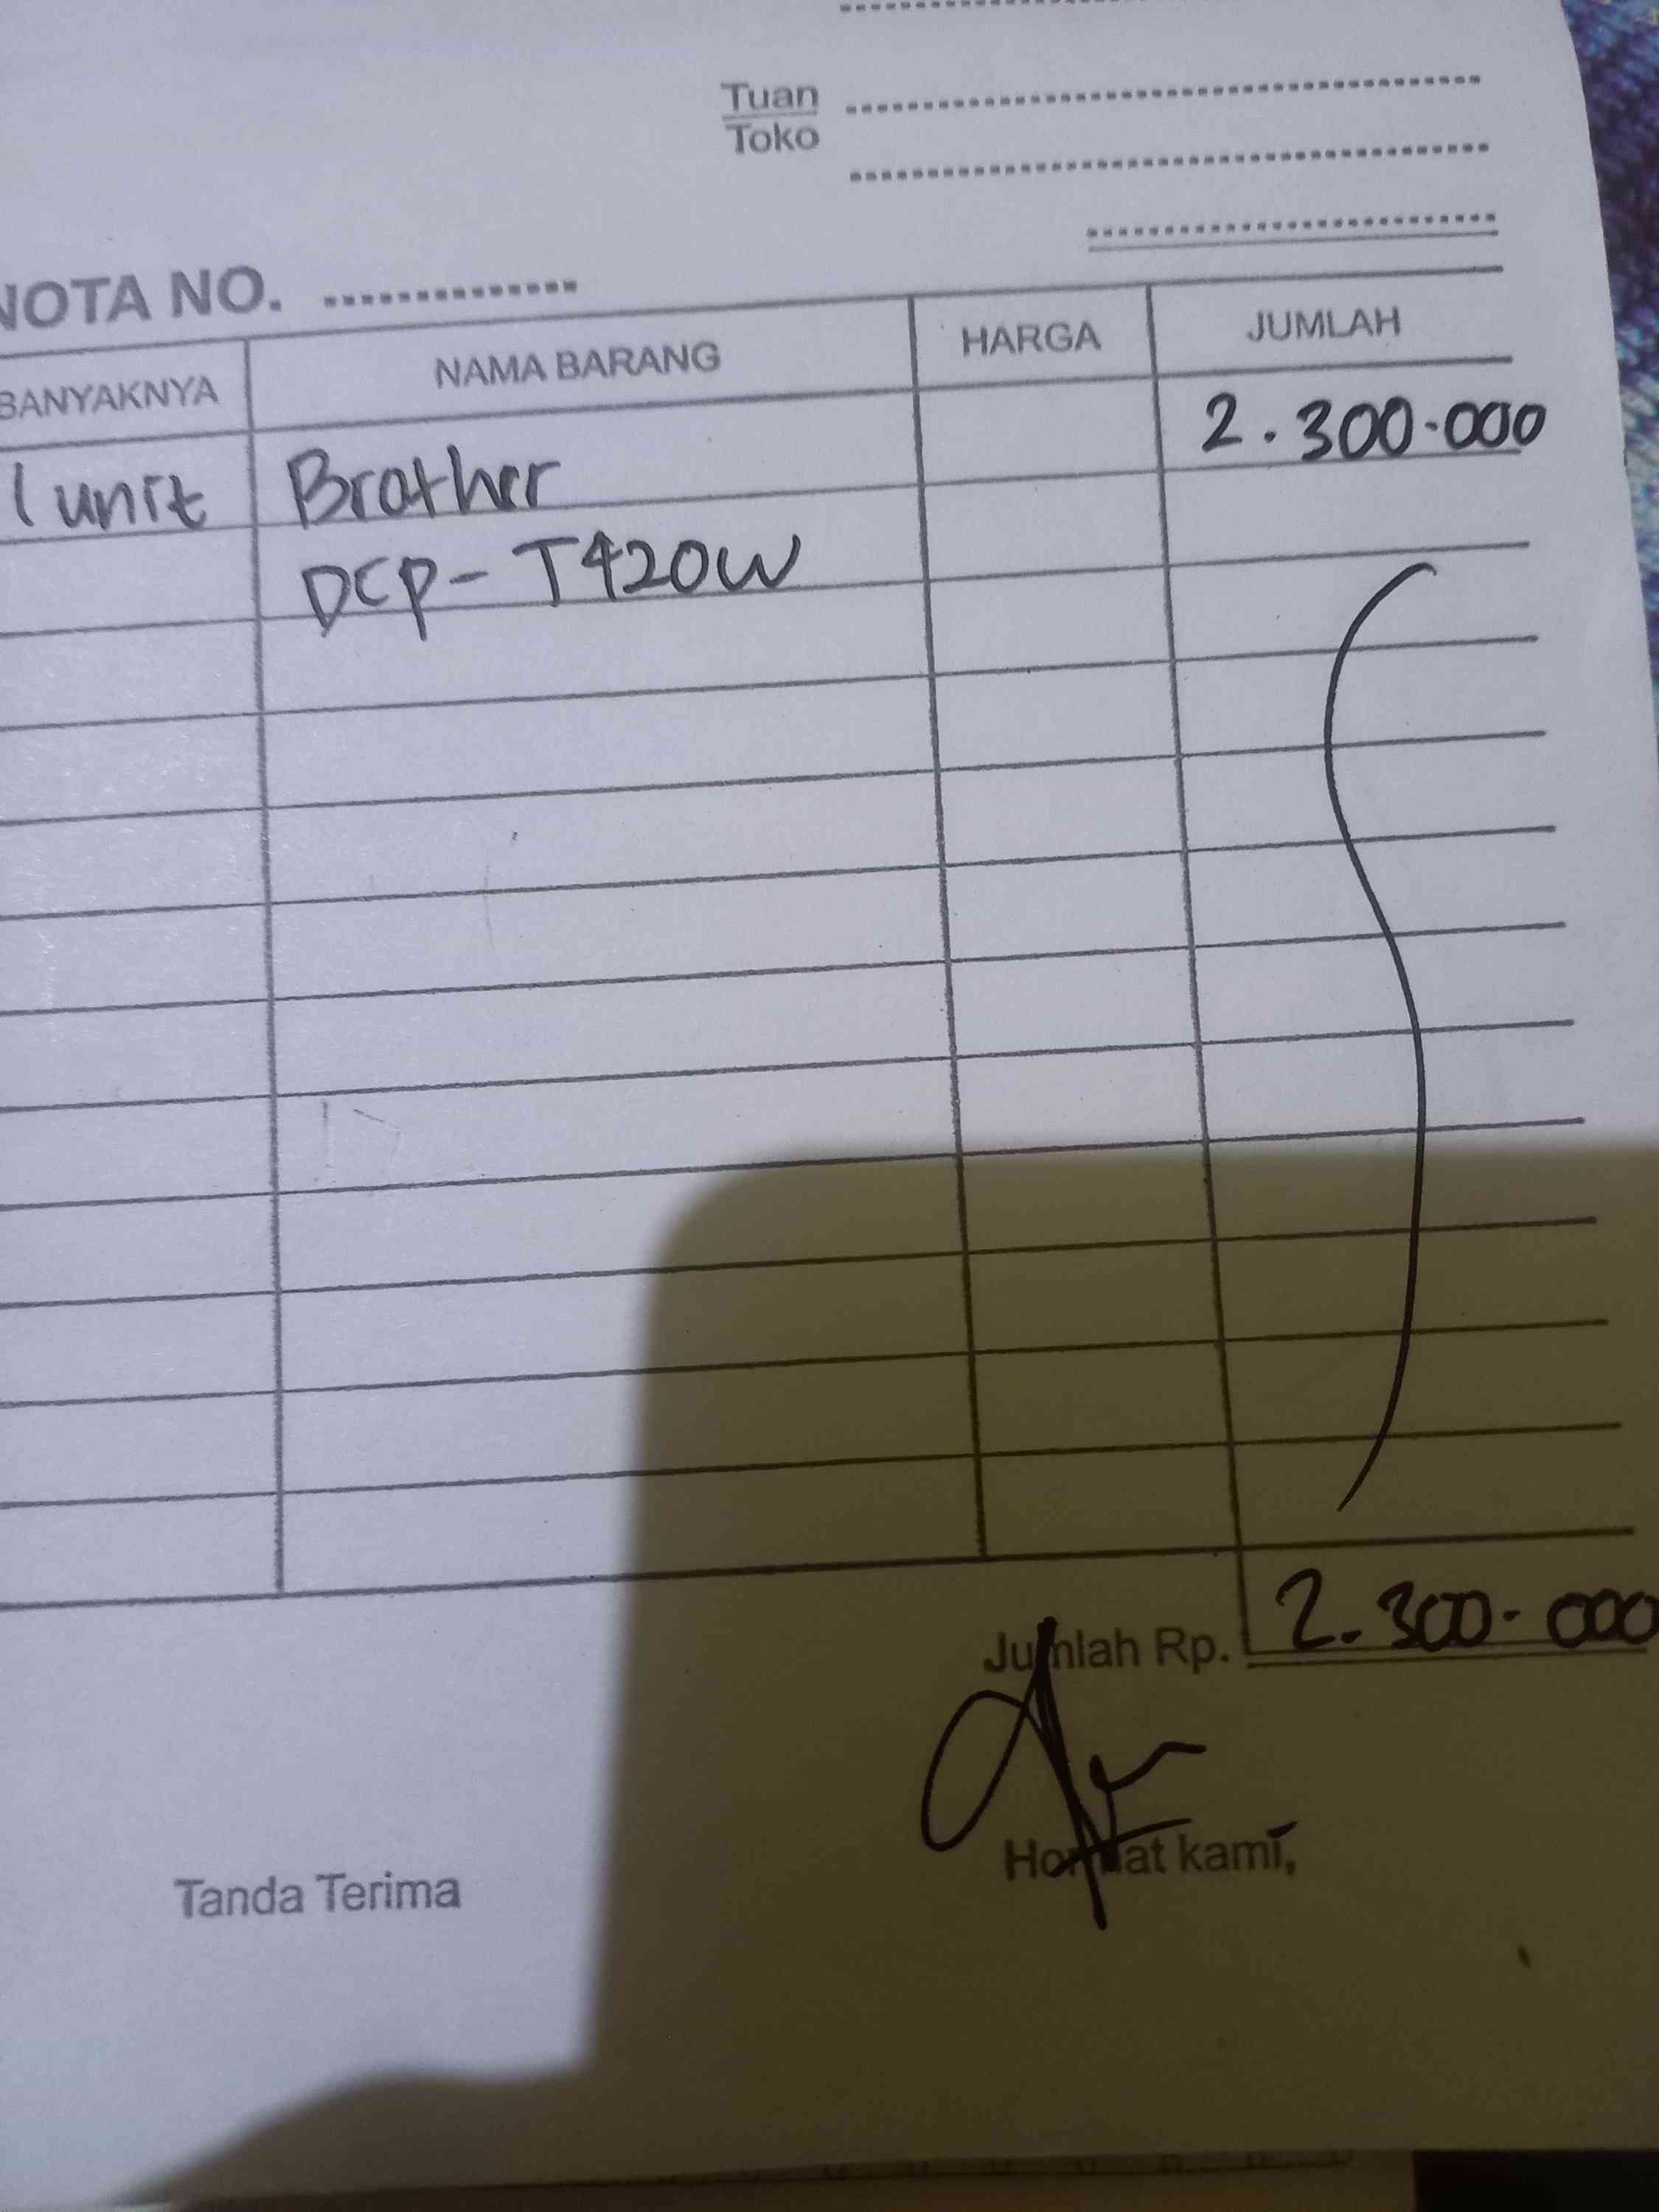 Tuan
Toko
NOTA NO.
BANYAKNYA NAMA BARANG HARGA JUMLAH
1 unit Brother 2.300.000
DCP-T420W
Jumlah Rp. 2.300.000
Tanda Terima Hormat kami,